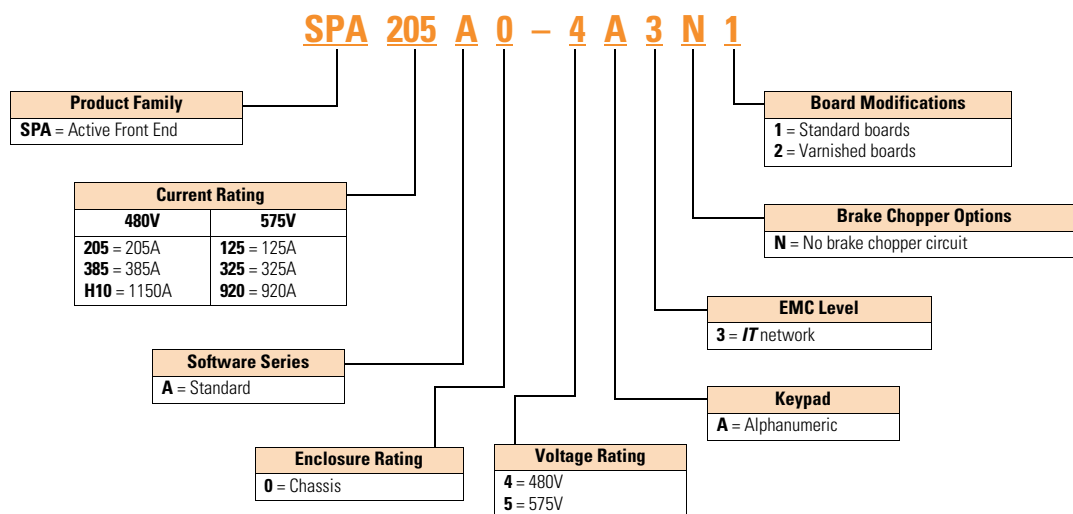 SPA 205 A 0 – 4 A 3 N 1
Product Family
SPA = Active Front End
Current Rating
480V 575V
205 = 205A 125 = 125A
385 = 385A 325 = 325A
H10 = 1150A 920 = 920A
Software Series
A = Standard
Enclosure Rating
0 = Chassis
Voltage Rating
4 = 480V
5 = 575V
Keypad
A = Alphanumeric
EMC Level
3 = IT network
Brake Chopper Options
N = No brake chopper circuit
Board Modifications
1 = Standard boards
2 = Varnished boards